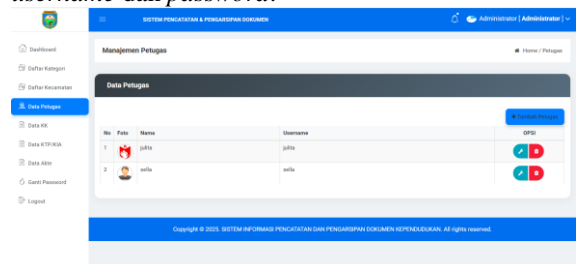 username dan password.
SISTEM PENCATATAN & PENGARSIPAN DOKUMEN
Administrator [ Administrator ]
Dashboard
Daftar Kategori
Daftar Kecamatan
Data Petugas
Data KK
Data KTP/KIA
Data Akte
Ganti Password
Logout
Manajemen Petugas
Home / Petugas
Data Petugas
+ Tambah Petugas
No Foto Nama Username OPSI
1 julita julita
2 sella sella
Copyright © 2025. SISTEM INFORMASI PENCATATAN DAN PENGARSIPAN DOKUMEN KEPENDUDUKAN. All rights reserved.